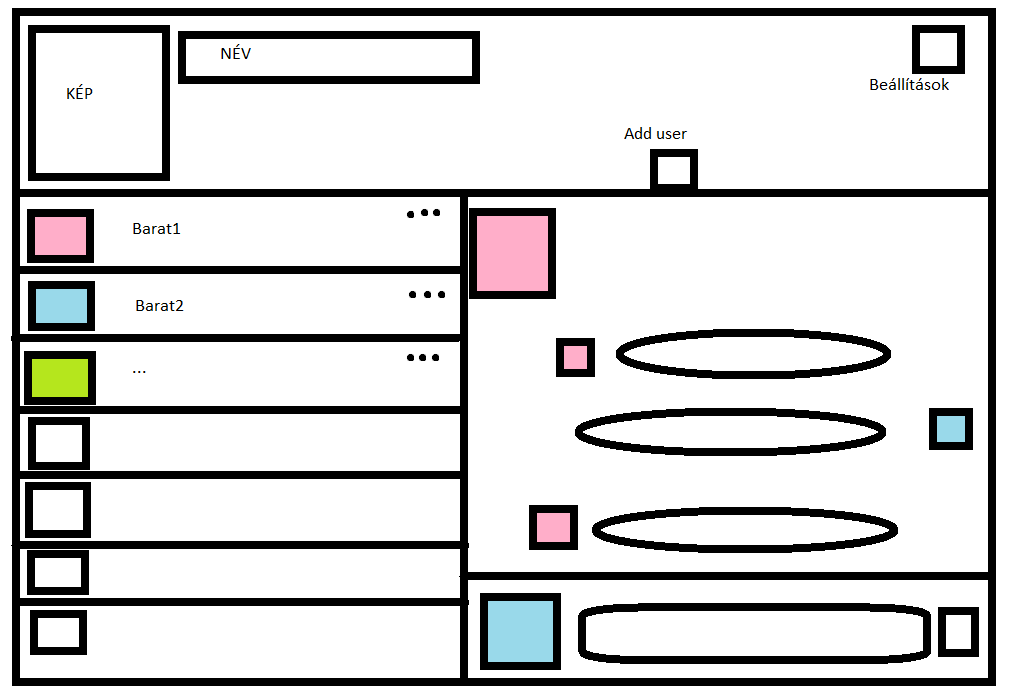 NÉV
KÉP
Beállítások
Add user
Barat1
Barat2
...